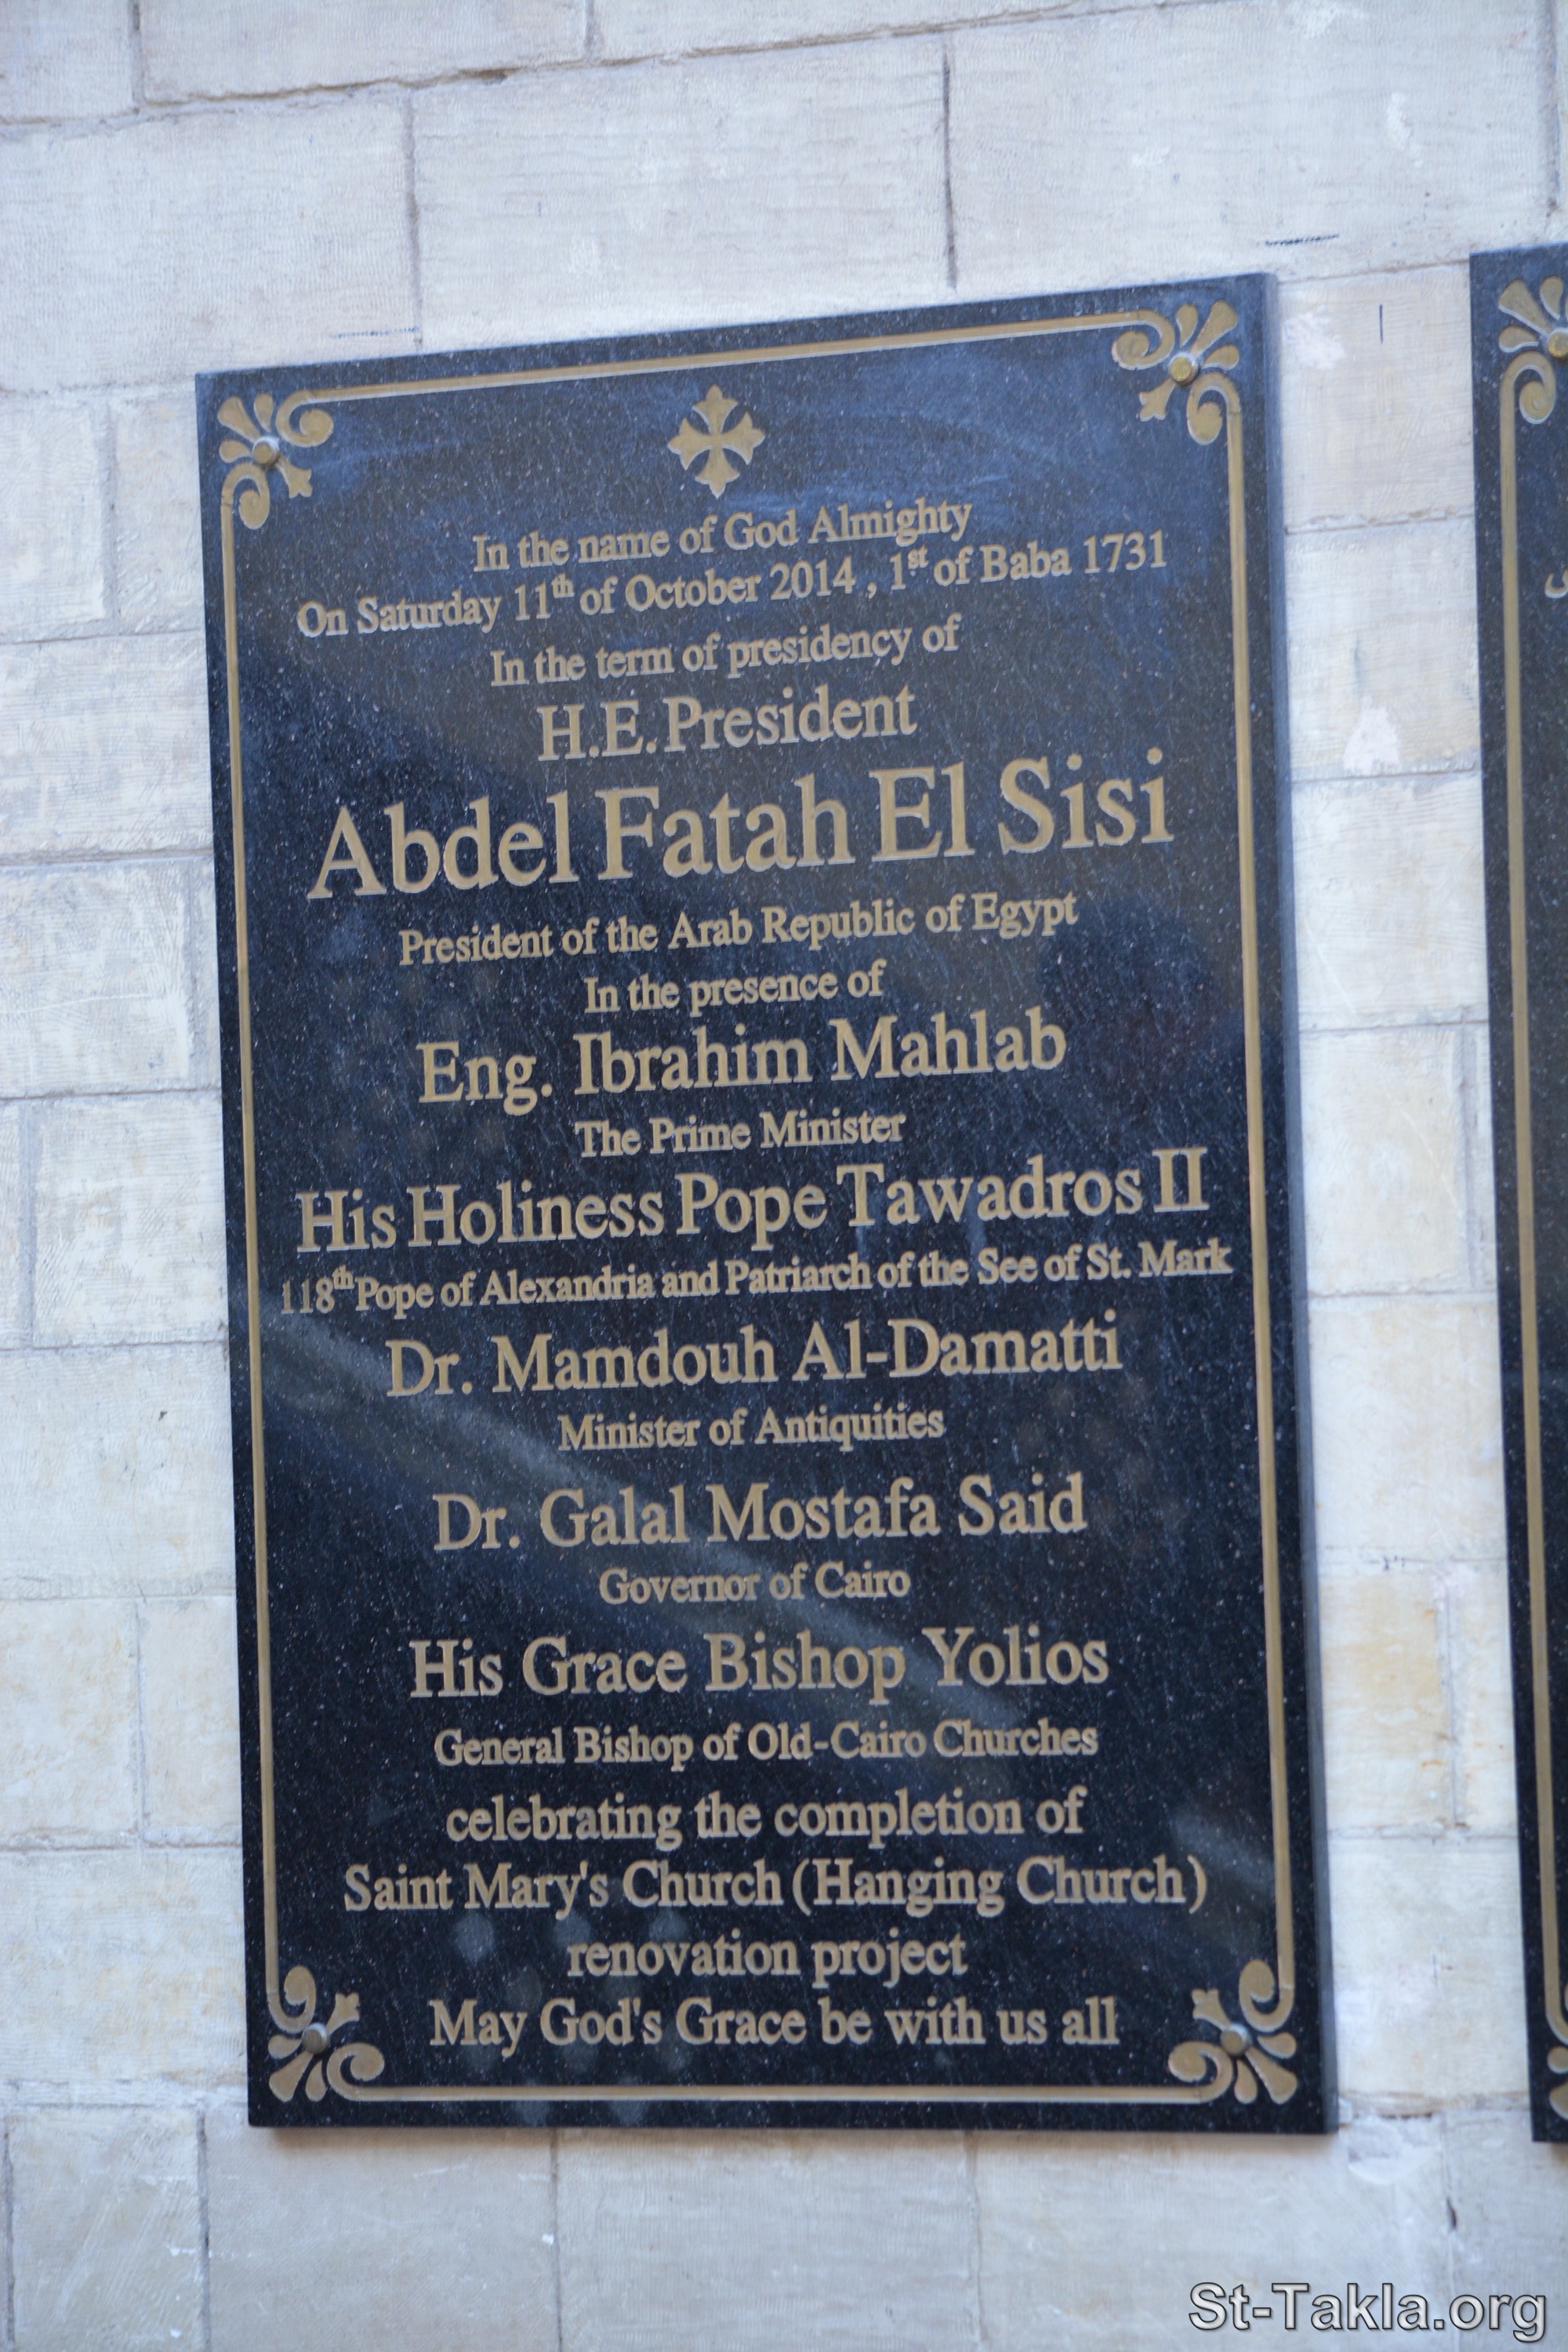 In the name of God Almighty
On Saturday 11th of October 2014 , 1st of Baba 1731
In the term of presidency of
H.E. President
Abdel Fatah El Sisi
President of the Arab Republic of Egypt
In the presence of
Eng. Ibrahim Mahlab
The Prime Minister
His Holiness Pope Tawadros II
118th Pope of Alexandria and Patriarch of the See of St. Mark
Dr. Mamdouh Al-Damatti
Minister of Antiquities
Dr. Galal Mostafa Said
Governor of Cairo
His Grace Bishop Yolios
General Bishop of Old-Cairo Churches
celebrating the completion of
Saint Mary's Church (Hanging Church)
renovation project
May God's Grace be with us all
St-Takla.org